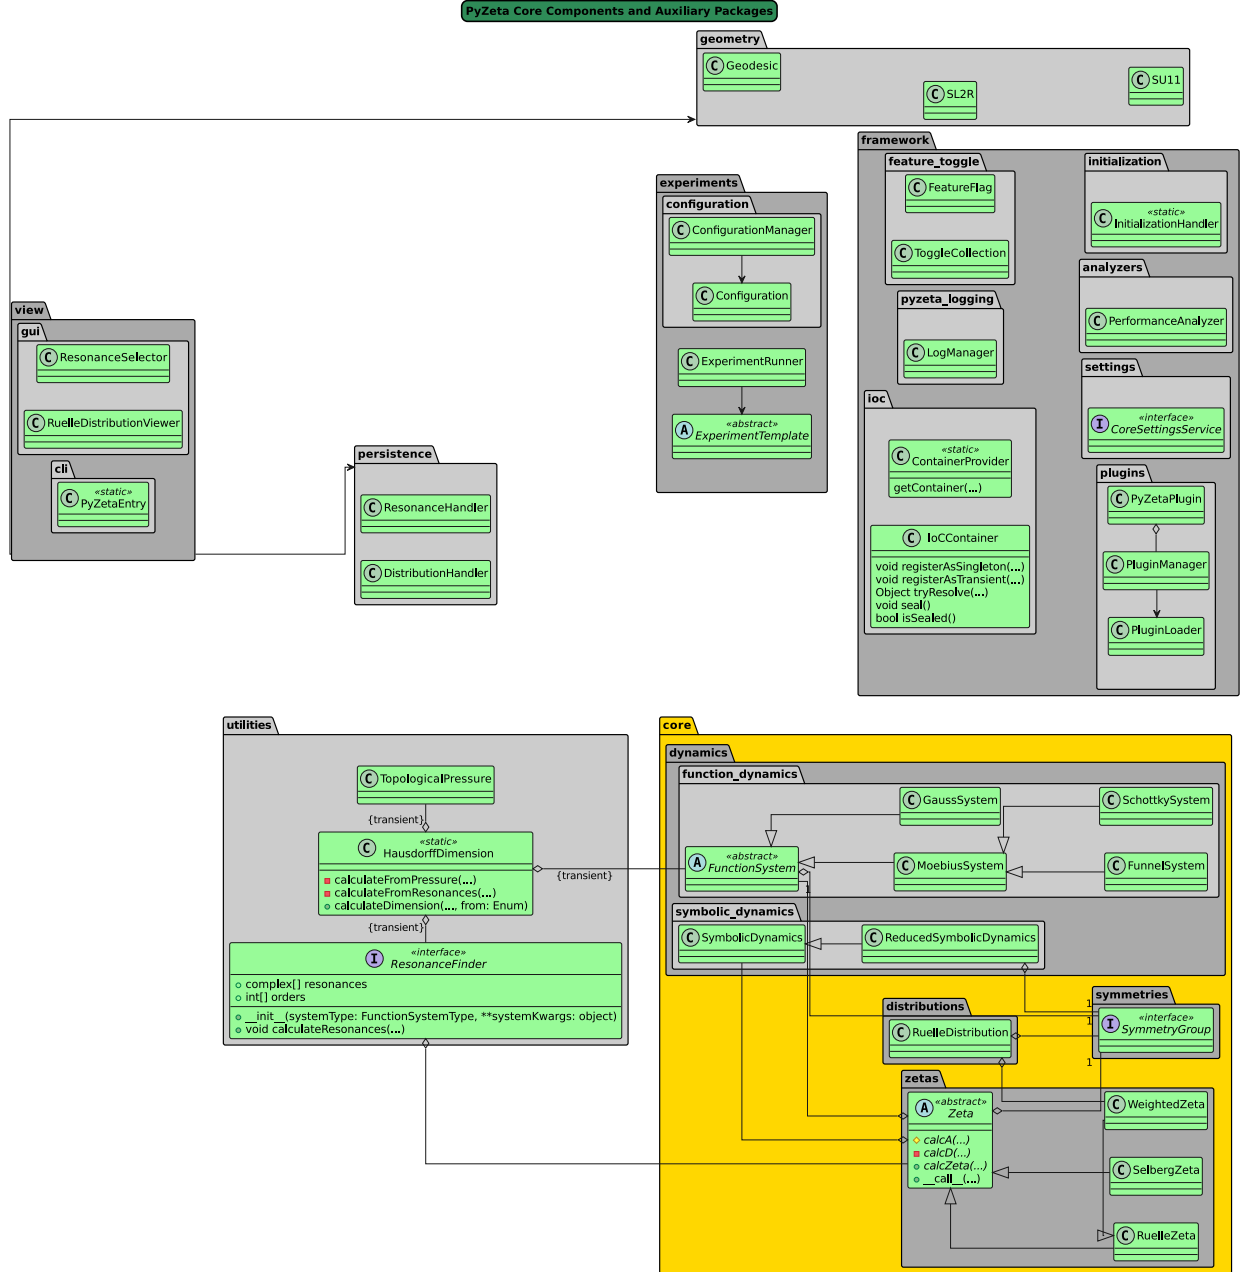 PyZeta Core Components and Auxiliary Packages
geometry
C Geodesic
C SL2R
C SU11
framework
feature_toggle
C FeatureFlag
C ToggleCollection
initialization
«static»
C InitializationHandler
analyzers
C PerformanceAnalyzer
pyzeta_logging
C LogManager
settings
«interface»
I CoreSettingsService
ioc
«static»
C ContainerProvider
getContainer(...)
C IoCContainer
void registerAsSingleton(...)
void registerAsTransient(...)
Object tryResolve(...)
void seal()
bool isSealed()
plugins
C PyZetaPlugin
C PluginManager
C PluginLoader
experiments
configuration
C ConfigurationManager
C Configuration
C ExperimentRunner
«abstract»
A ExperimentTemplate
view
gui
C ResonanceSelector
C RuelleDistributionViewer
cli
«static»
C PyZetaEntry
persistence
C ResonanceHandler
C DistributionHandler
utilities
C TopologicalPressure
{transient}
«static»
C HausdorffDimension
calculateFromPressure(...)
calculateFromResonances(...)
calculateDimension(..., from: Enum)
{transient}
{transient}
«interface»
I ResonanceFinder
complex[] resonances
int[] orders
__init__(systemType: FunctionSystemType, **systemKwargs: object)
void calculateResonances(...)
core
dynamics
function_dynamics
C GaussSystem
C SchottkySystem
«abstract»
A FunctionSystem
C MoebiusSystem
C FunnelSystem
1
symbolic_dynamics
C SymbolicDynamics
C ReducedSymbolicDynamics
distributions
C RuelleDistribution
symmetries
«interface»
I SymmetryGroup
1
1
1
zetas
«abstract»
A Zeta
calcA(...)
calcD(...)
calcZeta(...)
__call__(...)
C WeightedZeta
C SelbergZeta
C RuelleZeta
1